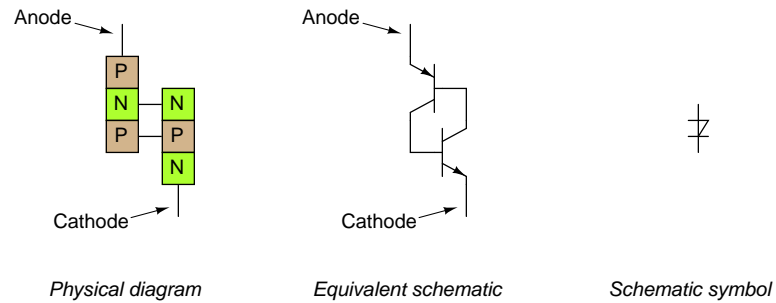 Anode
P
N N
P P
N
Cathode
Physical diagram
Anode
Cathode
Equivalent schematic
Schematic symbol